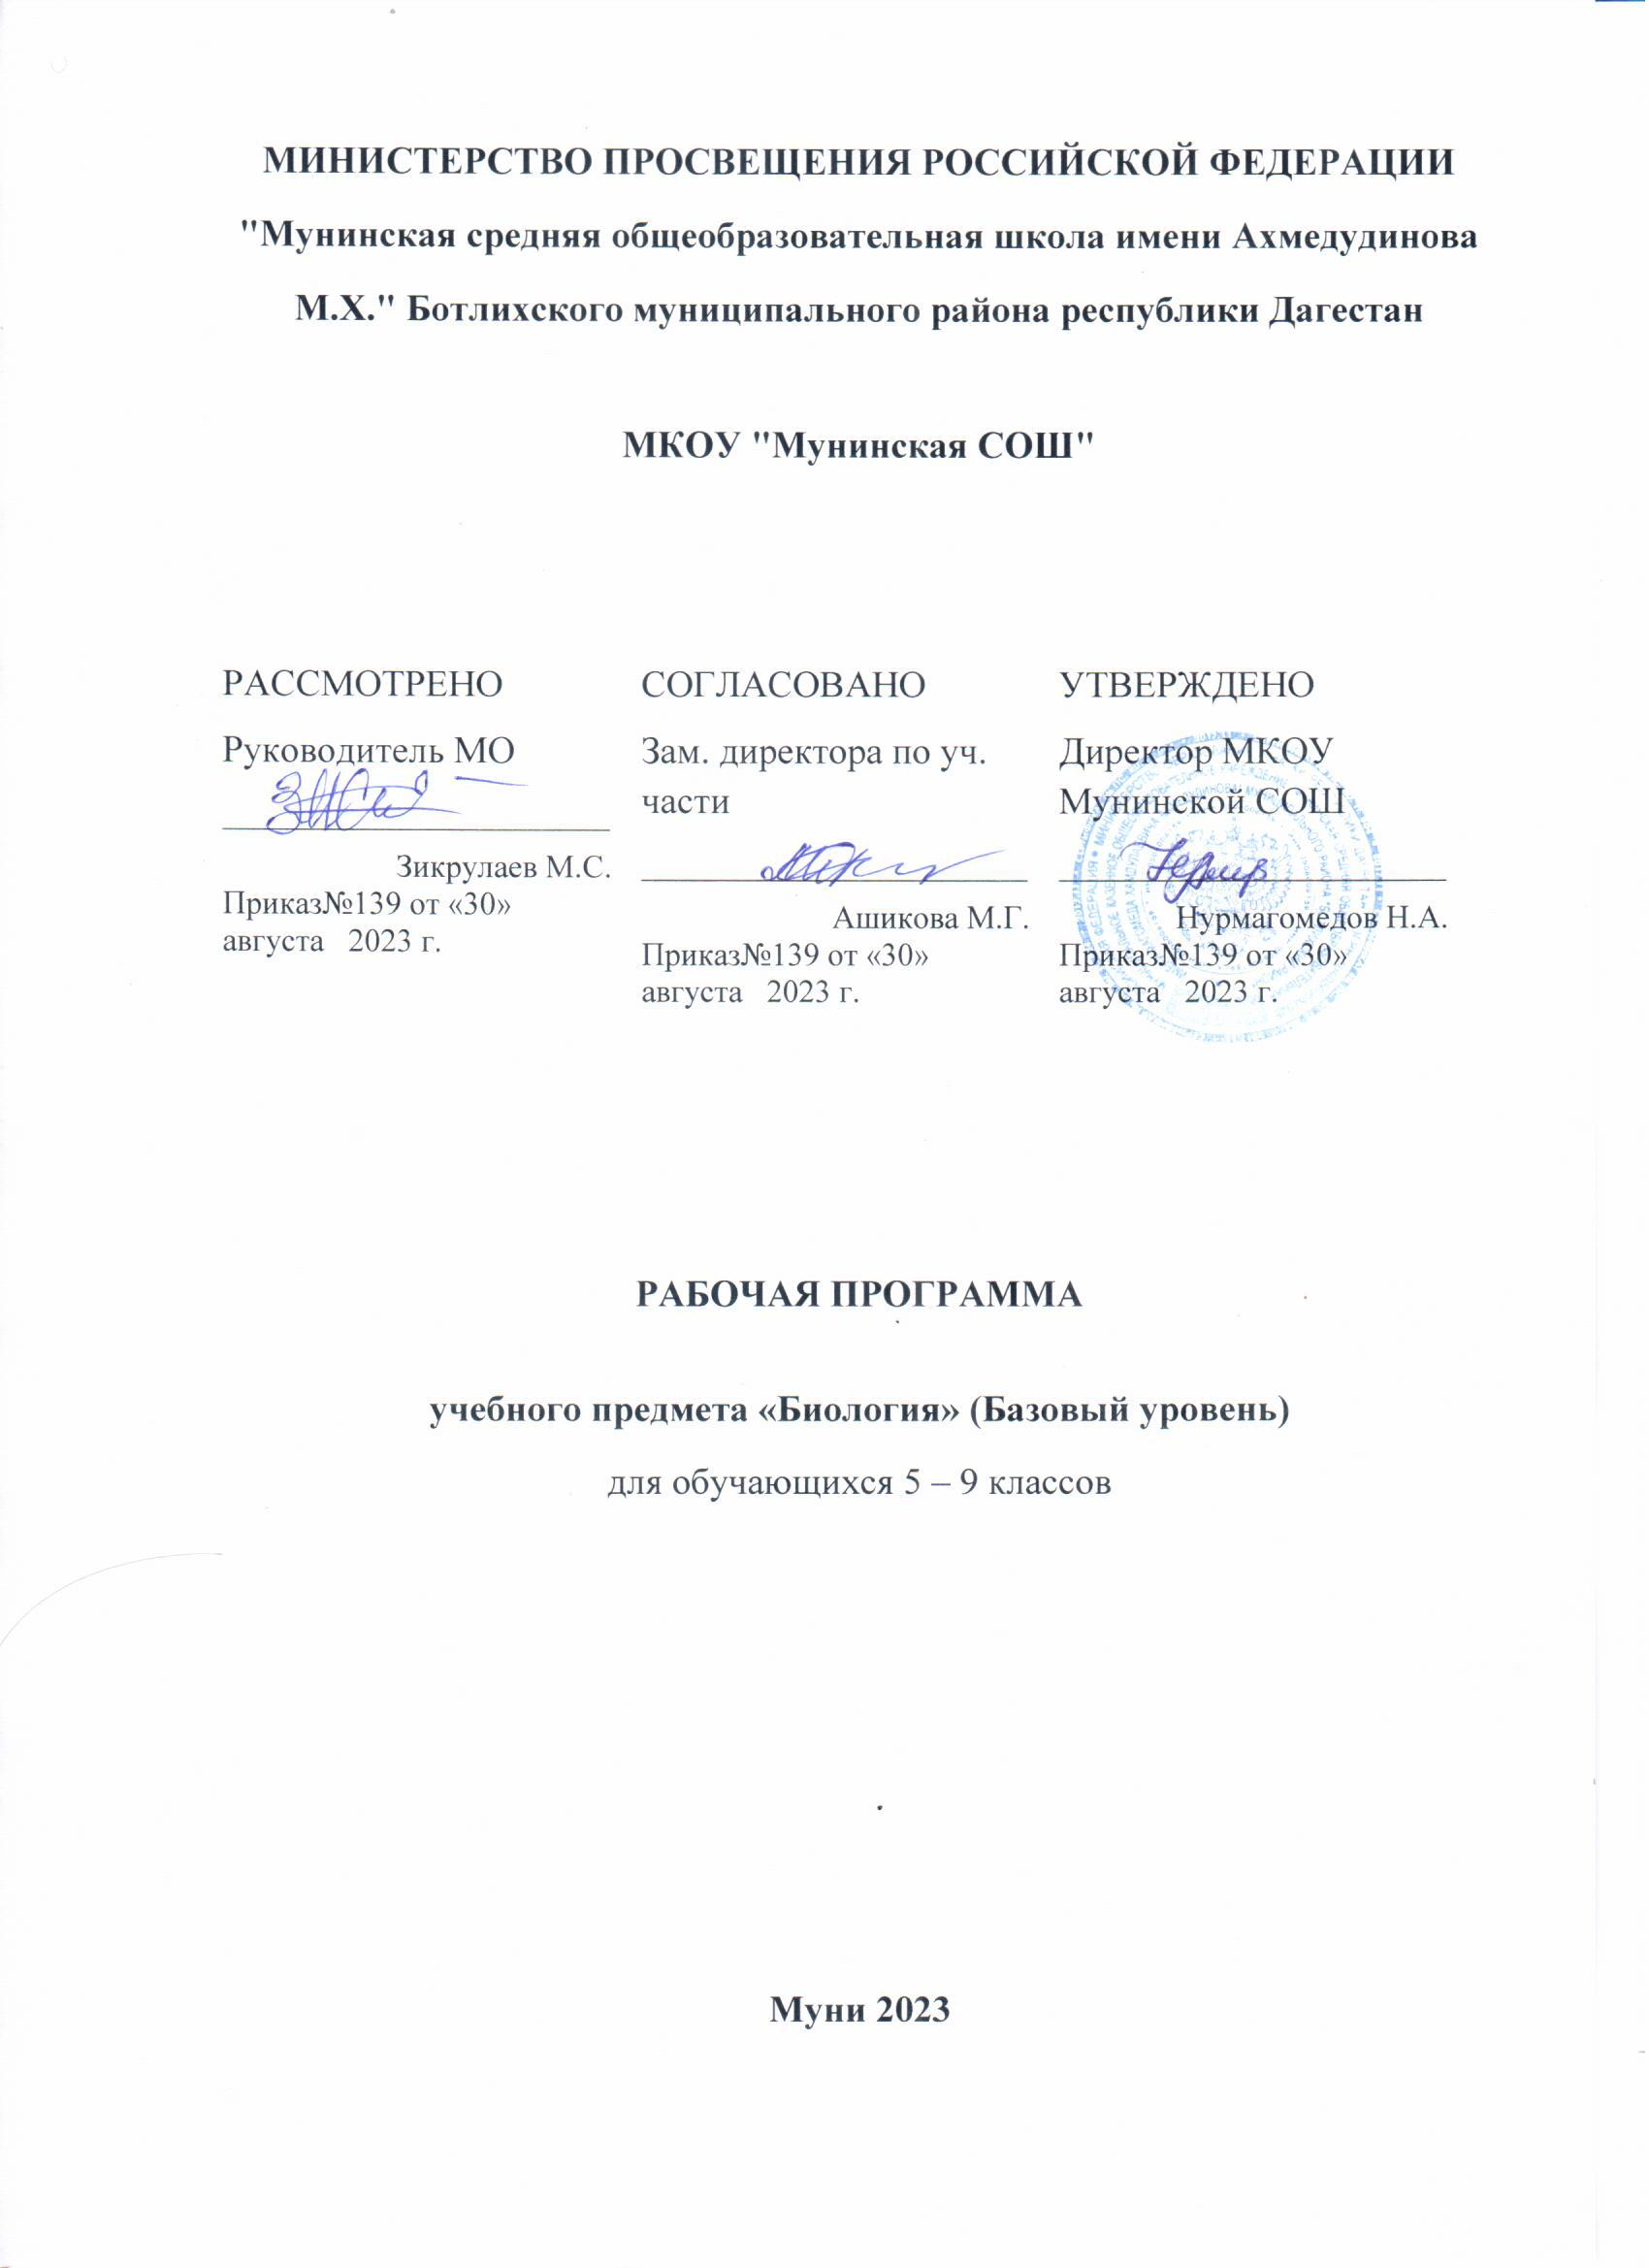 МИНИСТЕРСТВО ПРОСВЕЩЕНИЯ РОССИЙСКОЙ ФЕДЕРАЦИИ
"Мунинская средняя общеобразовательная школа имени Ахмедудинова
М.Х." Ботлихского муниципального района республики Дагестан
МКОУ "Мунинская СОШ"
РАССМОТРЕНО
Руководитель МО
Зикрулаев М.С.
Приказ№139 от «30»
августа 2023 г.
СОГЛАСОВАНО
Зам. директора по уч.
части
Ашикова М.Г.
Приказ№139 от «30»
августа 2023 г.
УТВЕРЖДЕНО
Директор МКОУ
Мунинской СОШ
Нурмагомедов Н.А.
Приказ№139 от «30»
августа 2023 г.
РАБОЧАЯ ПРОГРАММА
учебного предмета «Биология» (Базовый уровень)
для обучающихся 5 – 9 классов
Муни 2023